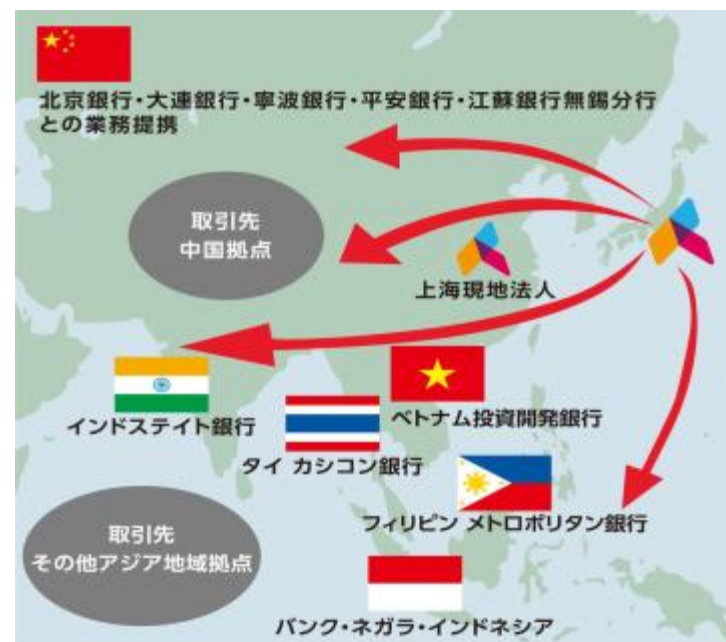 北京銀行・大連銀行・寧波銀行・平安銀行・江蘇銀行無錫分行
との業務提携
取引先
中国拠点
上海現地法人
インドステイト銀行
ベトナム投資開発銀行
タイ カシコン銀行
フィリピン メトロポリタン銀行
取引先
その他アジア地域拠点
バンク・ネガラ・インドネシア